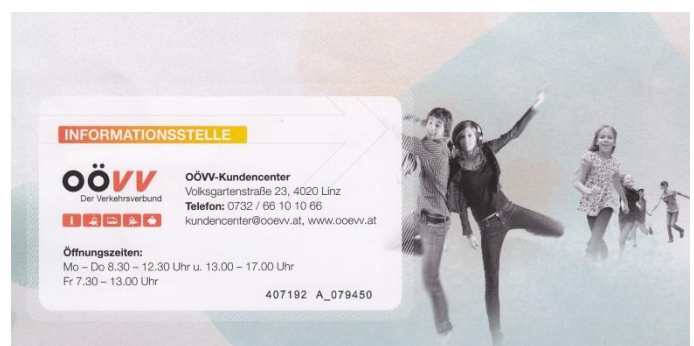 INFORMATIONSSTELLE
OÖVV
Der Verkehrsverbund
OÖVV-Kundencenter
Volksgartenstraße 23, 4020 Linz
Telefon: 0732 / 66 10 10 66
kundencenter@ooevv.at, www.ooevv.at
Öffnungszeiten:
Mo – Do 8.30 – 12.30 Uhr u. 13.00 – 17.00 Uhr
Fr 7.30 – 13.00 Uhr
407192 A_079450